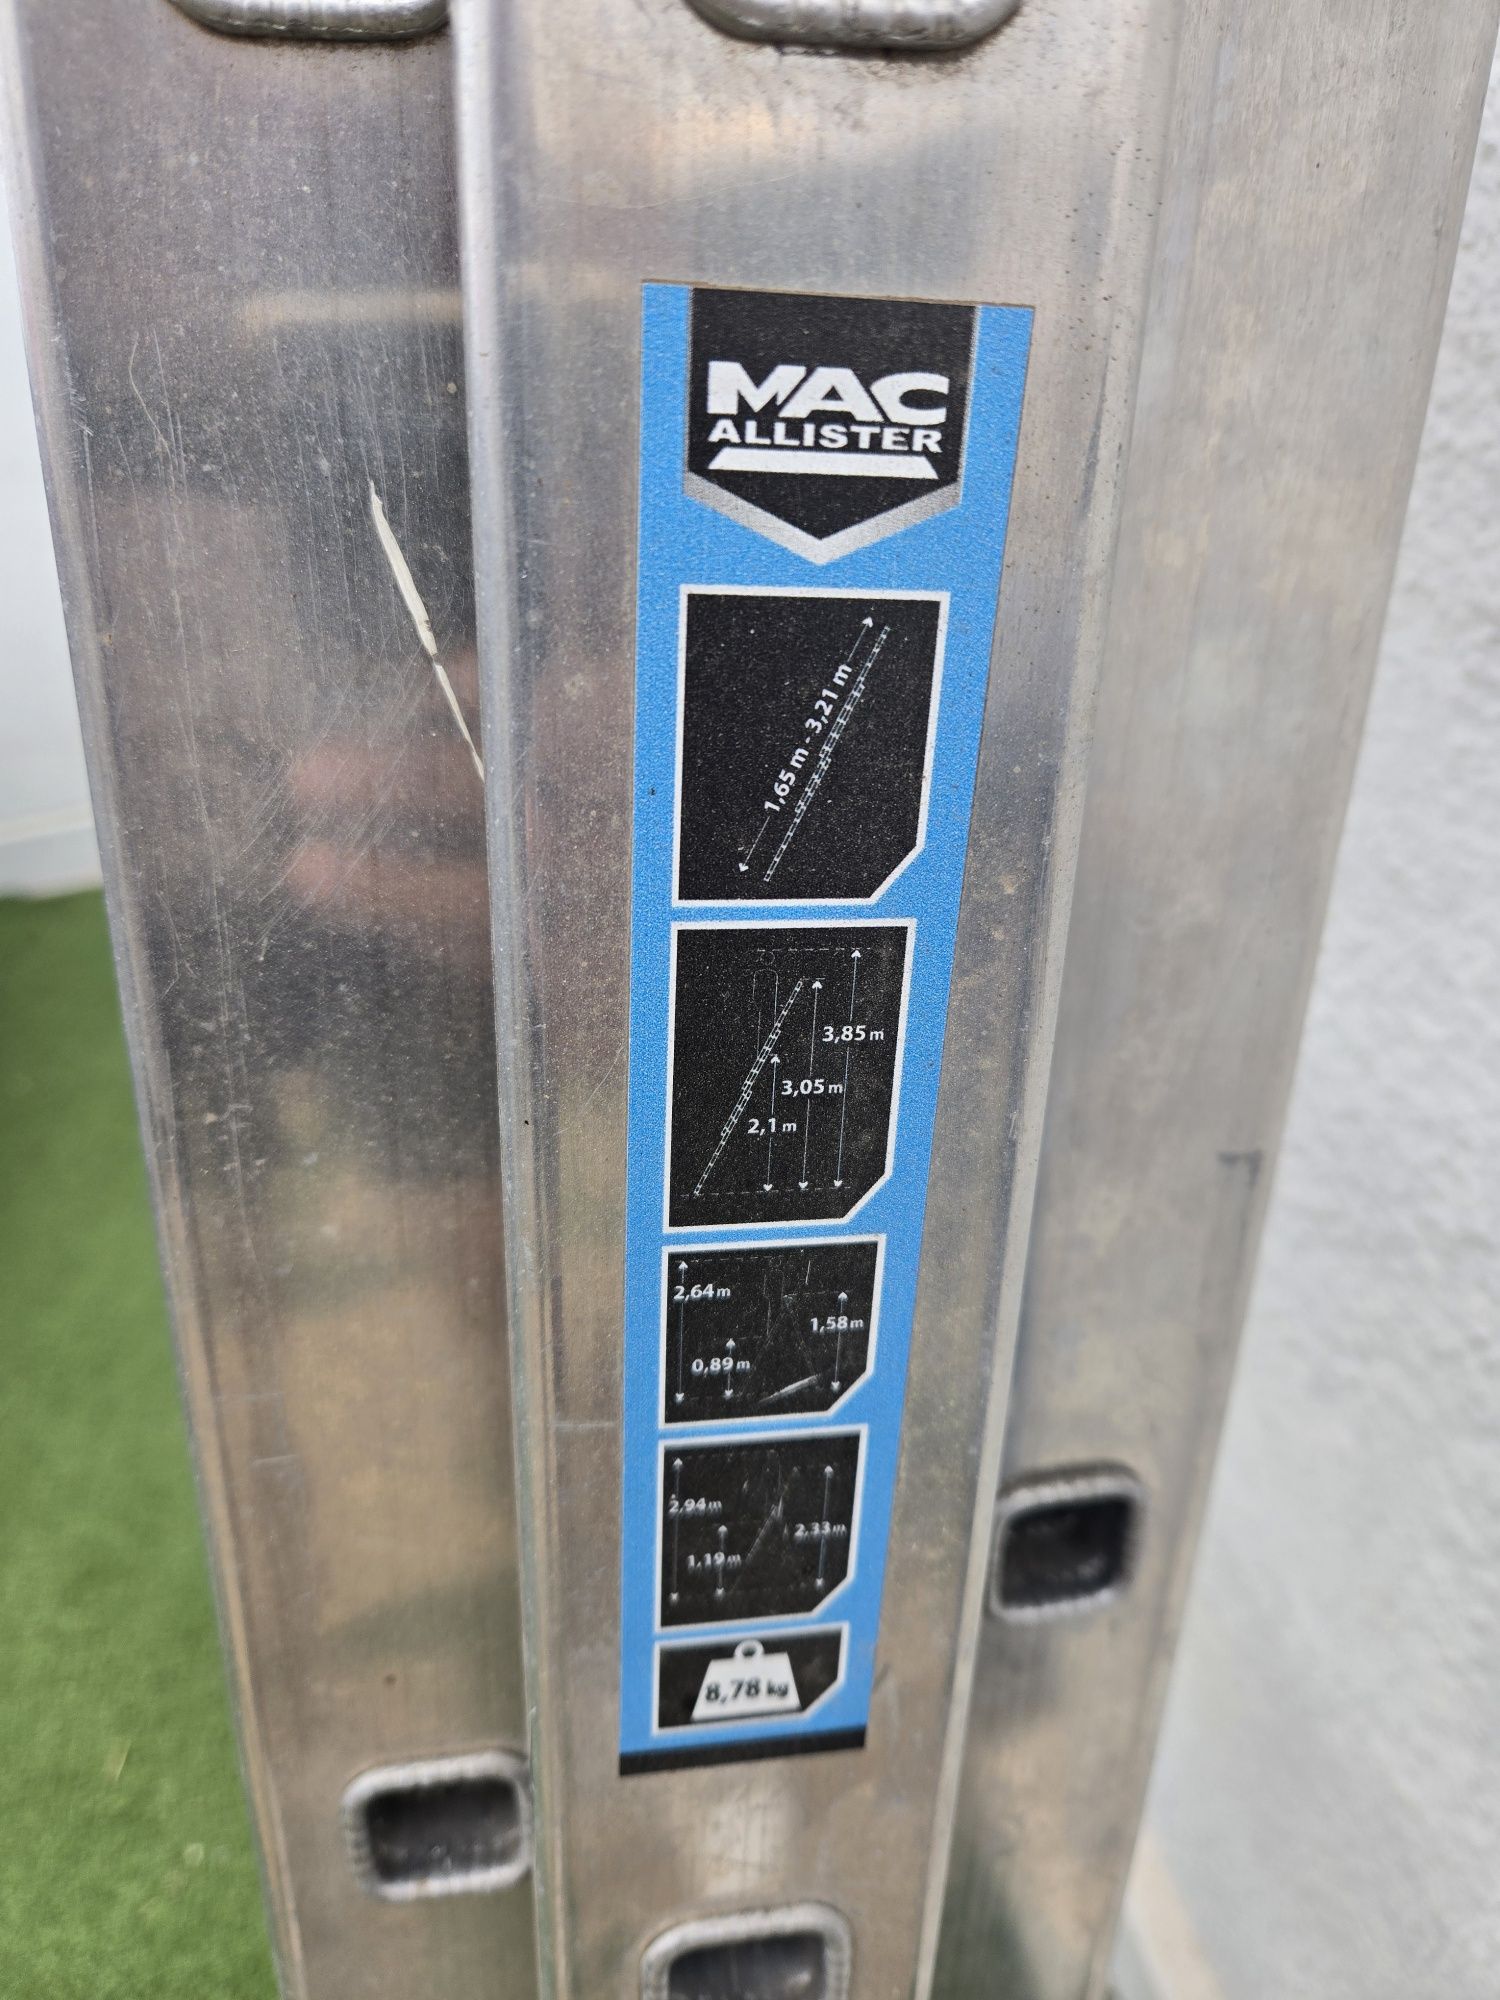 MAC
ALLISTER
1,65 m - 3,21 m
3,85 m
3,05 m
2,1 m
2,64 m
1,58 m
0,89 m
2,94 m
2,33 m
1,19 m
8,78 kg